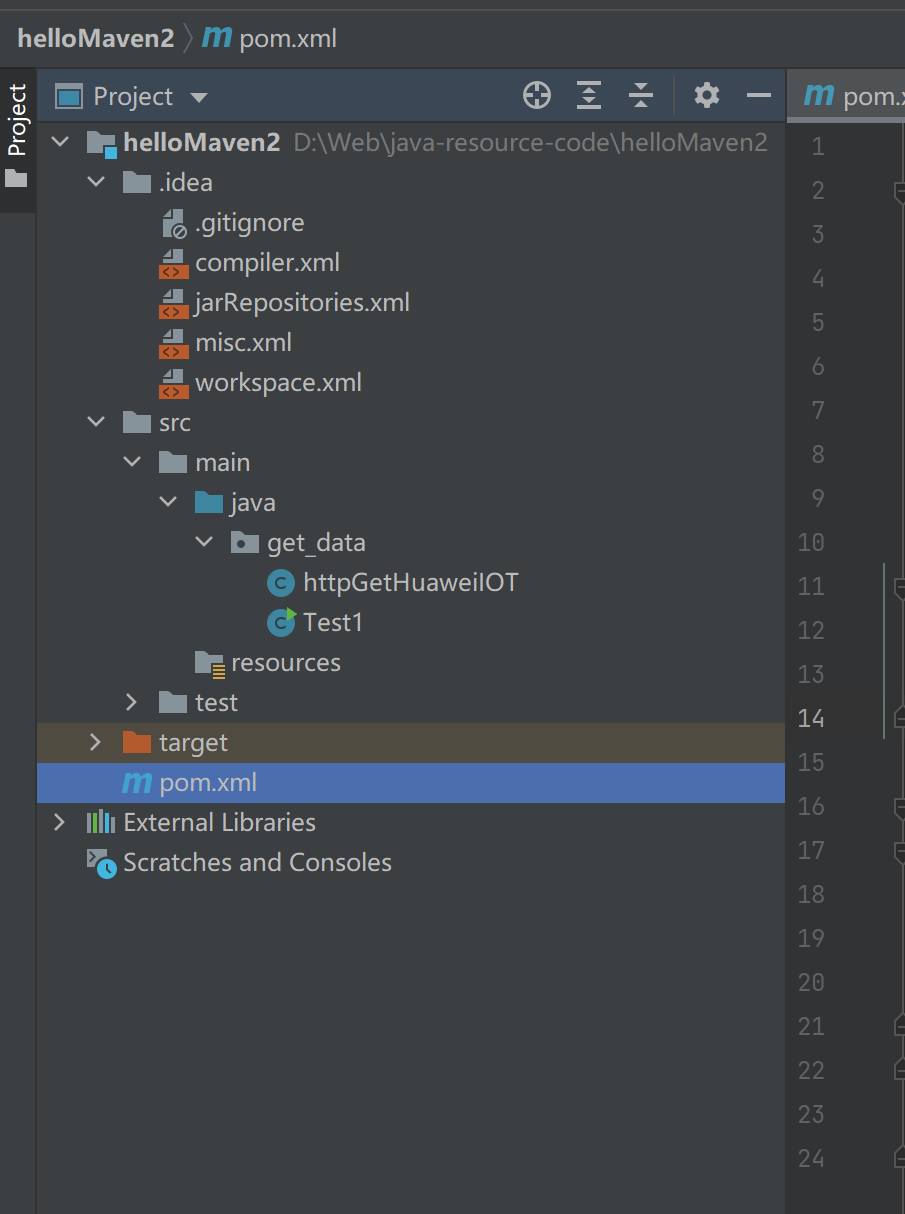 helloMaven2 pom.xml
Project
Project
pom.
helloMaven2 D:\Web\java-resource-code\helloMaven2
.idea
.gitignore
compiler.xml
jarRepositories.xml
misc.xml
workspace.xml
src
main
java
get_data
httpGetHuaweiIOT
Test1
resources
test
target
pom.xml
External Libraries
Scratches and Consoles
1
2
3
4
5
6
7
8
9
10
11
12
13
14
15
16
17
18
19
20
21
22
23
24